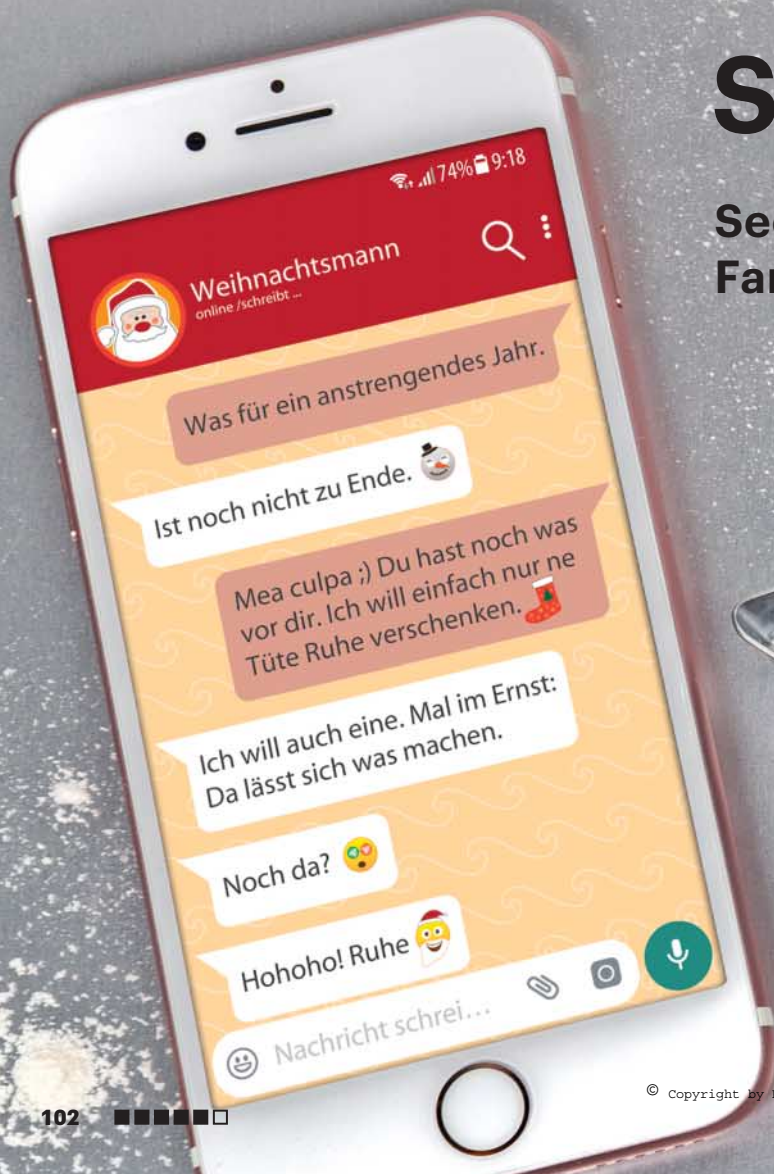 S
74% 9:18
Weihnachtsmann
online /schreibt ...
Was für ein anstrengendes Jahr.
Ist noch nicht zu Ende.
Mea culpa ;) Du hast noch was
vor dir. Ich will einfach nur ne
Tüte Ruhe verschenken.
Ich will auch eine. Mal im Ernst:
Da lässt sich was machen.
Noch da?
Hohoho! Ruhe
Nachricht schrei...
© Copyright by
102